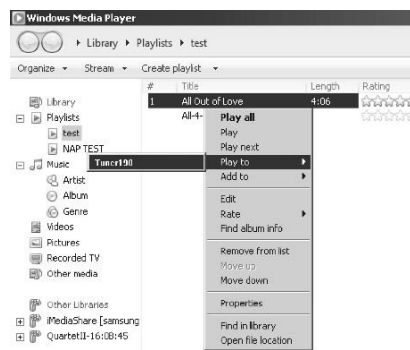 Windows Media Player
Library Playlists test
Organize Stream Create playlist
# Title Length Rating
Library
1 All Out of Love 4:06
Playlists
All-4-
Play all
test
Play
NAP TEST
Play next
Music
Tuner190
Play to
Artist
Add to
Album
Edit
Genre
Rate
Videos
Find album info
Pictures
Remove from list
Recorded TV
Move up
Other media
Move down
Properties
Other Libraries
iMediaShare [samsung
Find in library
QuartetII-16:08:45
Open file location